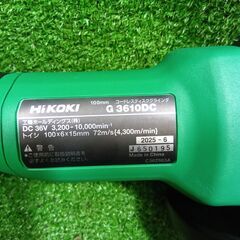 HiKOKI
100mm コードレスディスクグラインダ
G 3610DC
工機ホールディングス(株)
DC 36V 3,200-10,000min⁻¹
トイシ 100×6×15mm 72m/s{4,300m/min}
警告
2025-6
J650195
Made in China